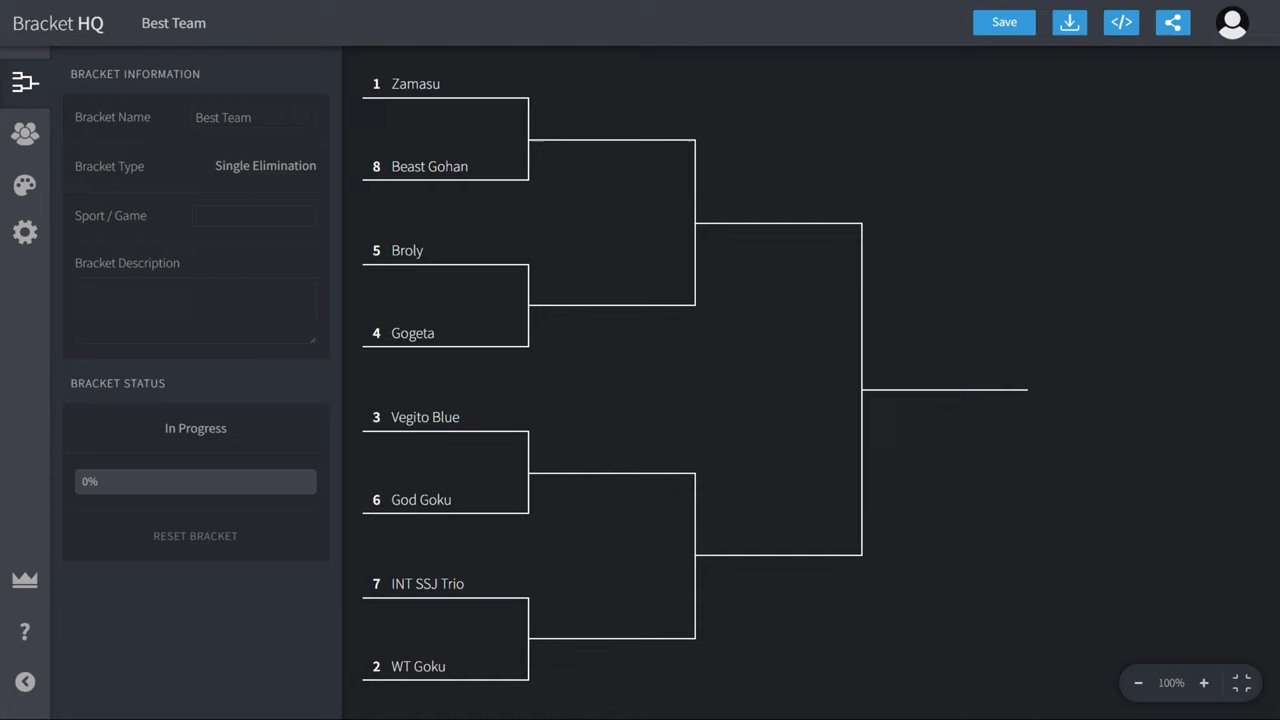 Bracket HQ
Best Team
Save
</>
BRACKET INFORMATION
Bracket Name Best Team
Bracket Type Single Elimination
Sport / Game
Bracket Description
BRACKET STATUS
In Progress
0%
RESET BRACKET
?
1 Zamasu
8 Beast Gohan
5 Broly
4 Gogeta
3 Vegito Blue
6 God Goku
7 INT SSJ Trio
2 WT Goku
- 100% +